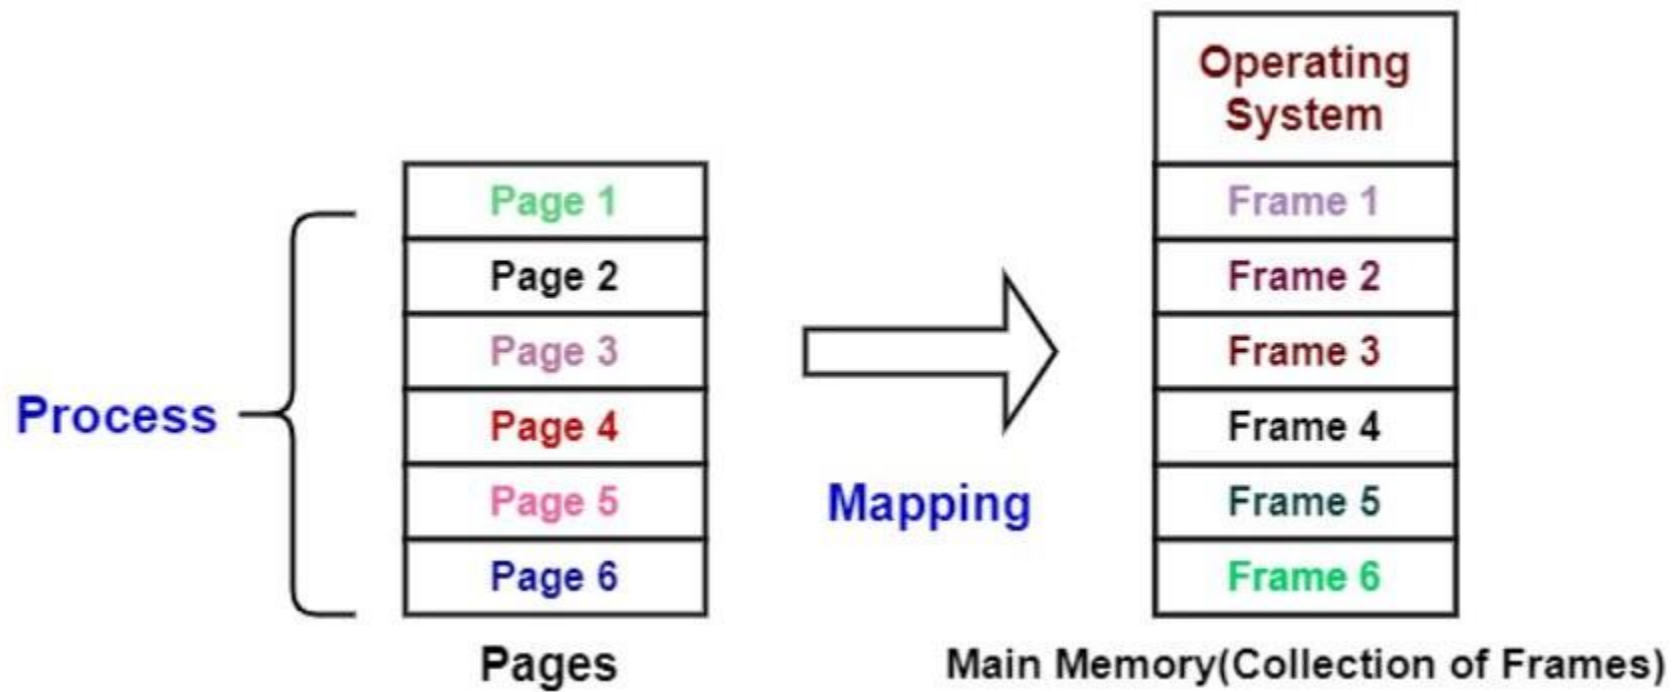 Process
Page 1
Page 2
Page 3
Page 4
Page 5
Page 6
Pages
Mapping
Operating
System
Frame 1
Frame 2
Frame 3
Frame 4
Frame 5
Frame 6
Main Memory(Collection of Frames)